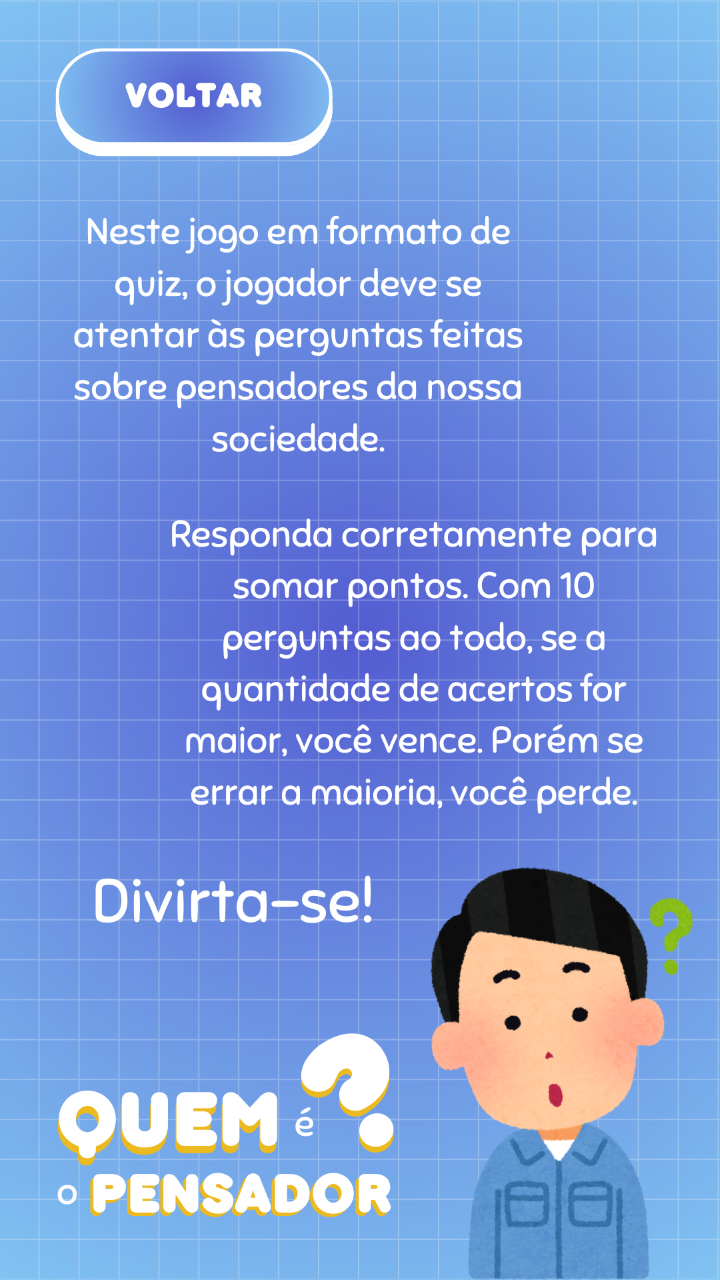 VOLTAR
Neste jogo em formato de
quiz, o jogador deve se
atentar às perguntas feitas
sobre pensadores da nossa
sociedade.
Responda corretamente para
somar pontos. Com 10
perguntas ao todo, se a
quantidade de acertos for
maior, você vence. Porém se
errar a maioria, você perde.
Divirta-se!
?
QUEM é ?
o PENSADOR